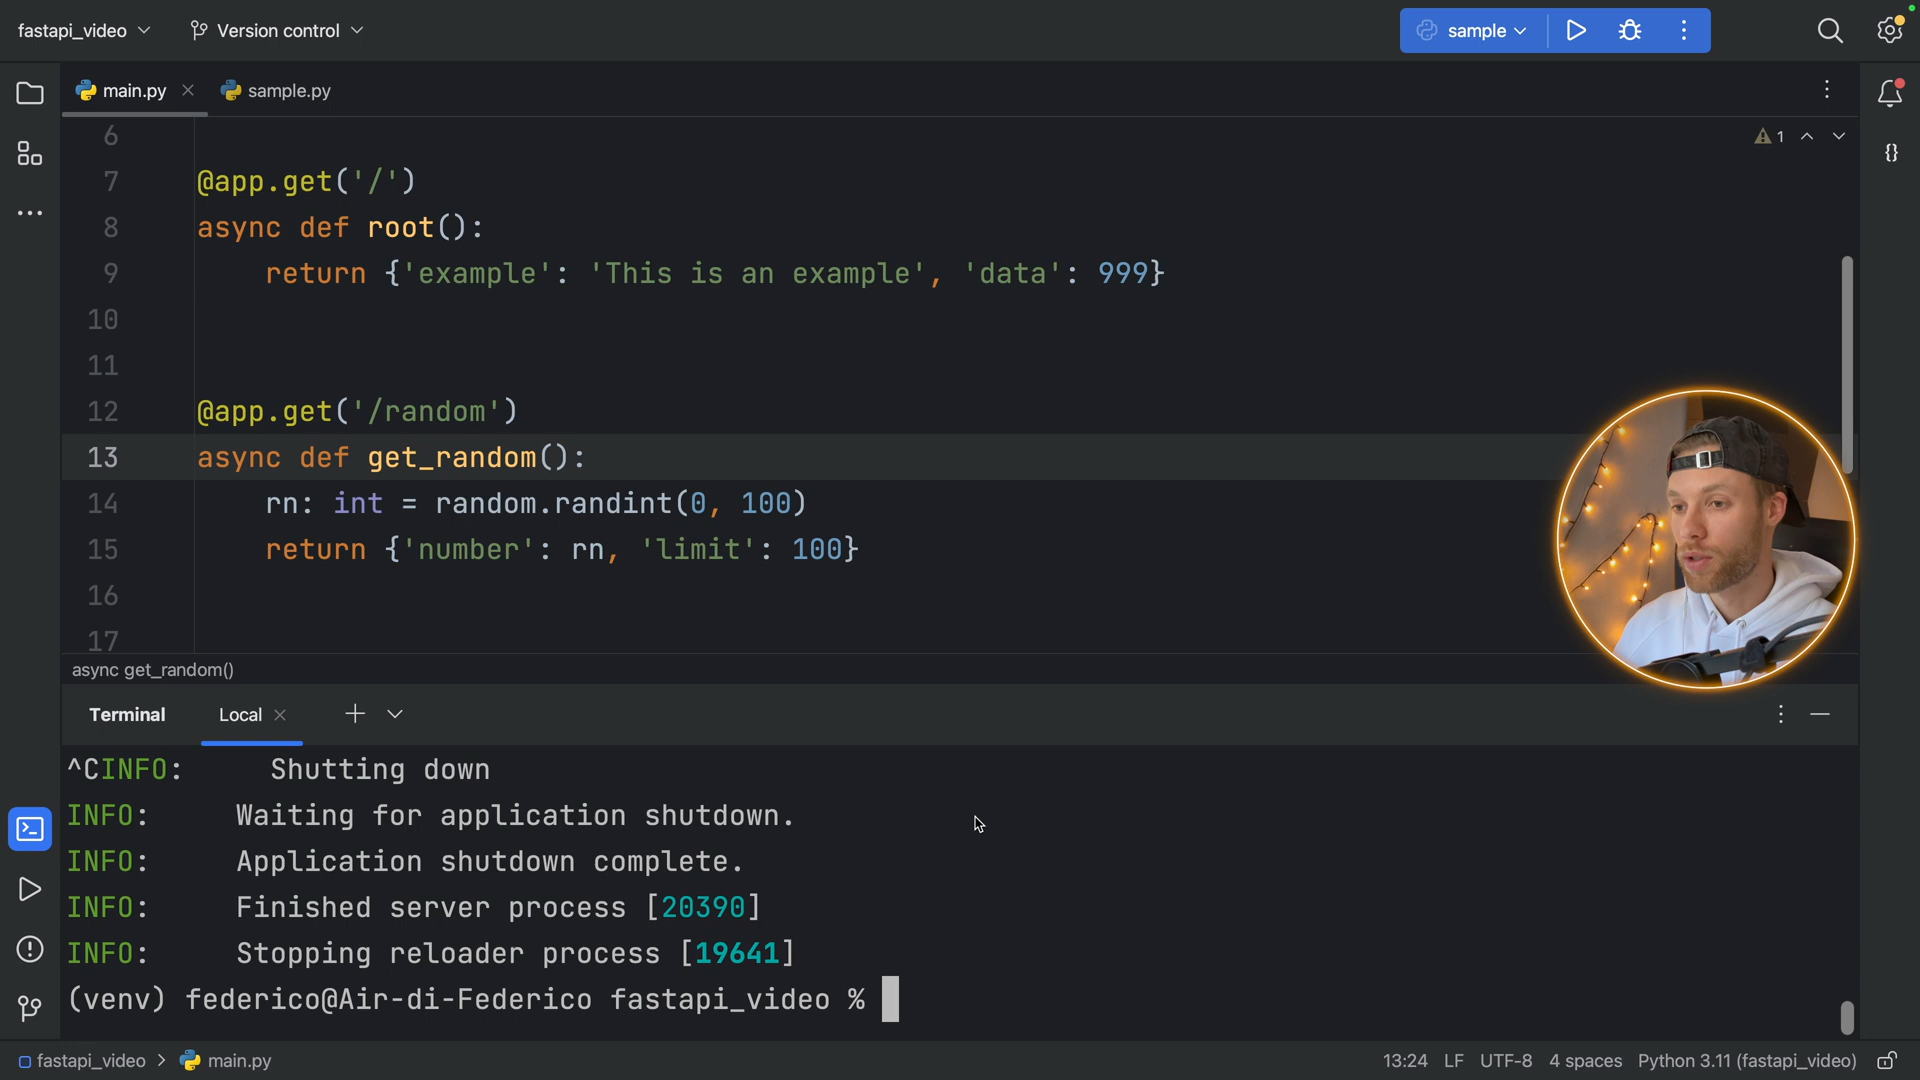 fastapi_video
Version control
sample
main.py
sample.py
1
6
7 @app.get('/')
8 async def root():
9 return {'example': 'This is an example', 'data': 999}
10
11
12 @app.get('/random')
13 async def get_random():
14 rn: int = random.randint(0, 100)
15 return {'number': rn, 'limit': 100}
16
17
async get_random()
Terminal
Local
^CINFO: Shutting down
INFO: Waiting for application shutdown.
INFO: Application shutdown complete.
INFO: Finished server process [20390]
INFO: Stopping reloader process [19641]
(venv) federico@Air-di-Federico fastapi_video %
fastapi_video > main.py
13:24 LF UTF-8 4 spaces Python 3.11 (fastapi_video)